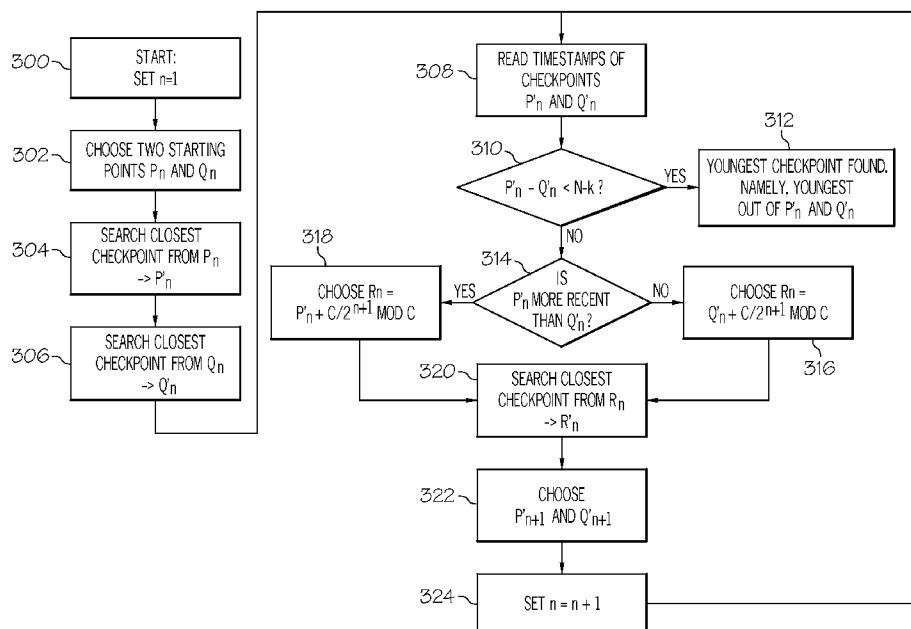 300
START:
SET n=1
302
CHOOSE TWO STARTING
POINTS Pn AND Qn
304
SEARCH CLOSEST
CHECKPOINT FROM Pn
-> P'n
306
SEARCH CLOSEST
CHECKPOINT FROM Qn
-> Q'n
308
READ TIMESTAMPS OF
CHECKPOINTS
P'n AND Q'n
310
P'n - Q'n < N-k ?
YES
312
YOUNGEST CHECKPOINT FOUND.
NAMELY, YOUNGEST
OUT OF P'n AND Q'n
NO
314
IS
P'n MORE RECENT
THAN Q'n ?
YES
318
CHOOSE Rn =
P'n + C/2^n+1 MOD C
NO
CHOOSE Rn =
Q'n + C/2^n+1 MOD C
316
320
SEARCH CLOSEST
CHECKPOINT FROM Rn
-> R'n
322
CHOOSE
P'n+1 AND Q'n+1
324
SET n = n + 1